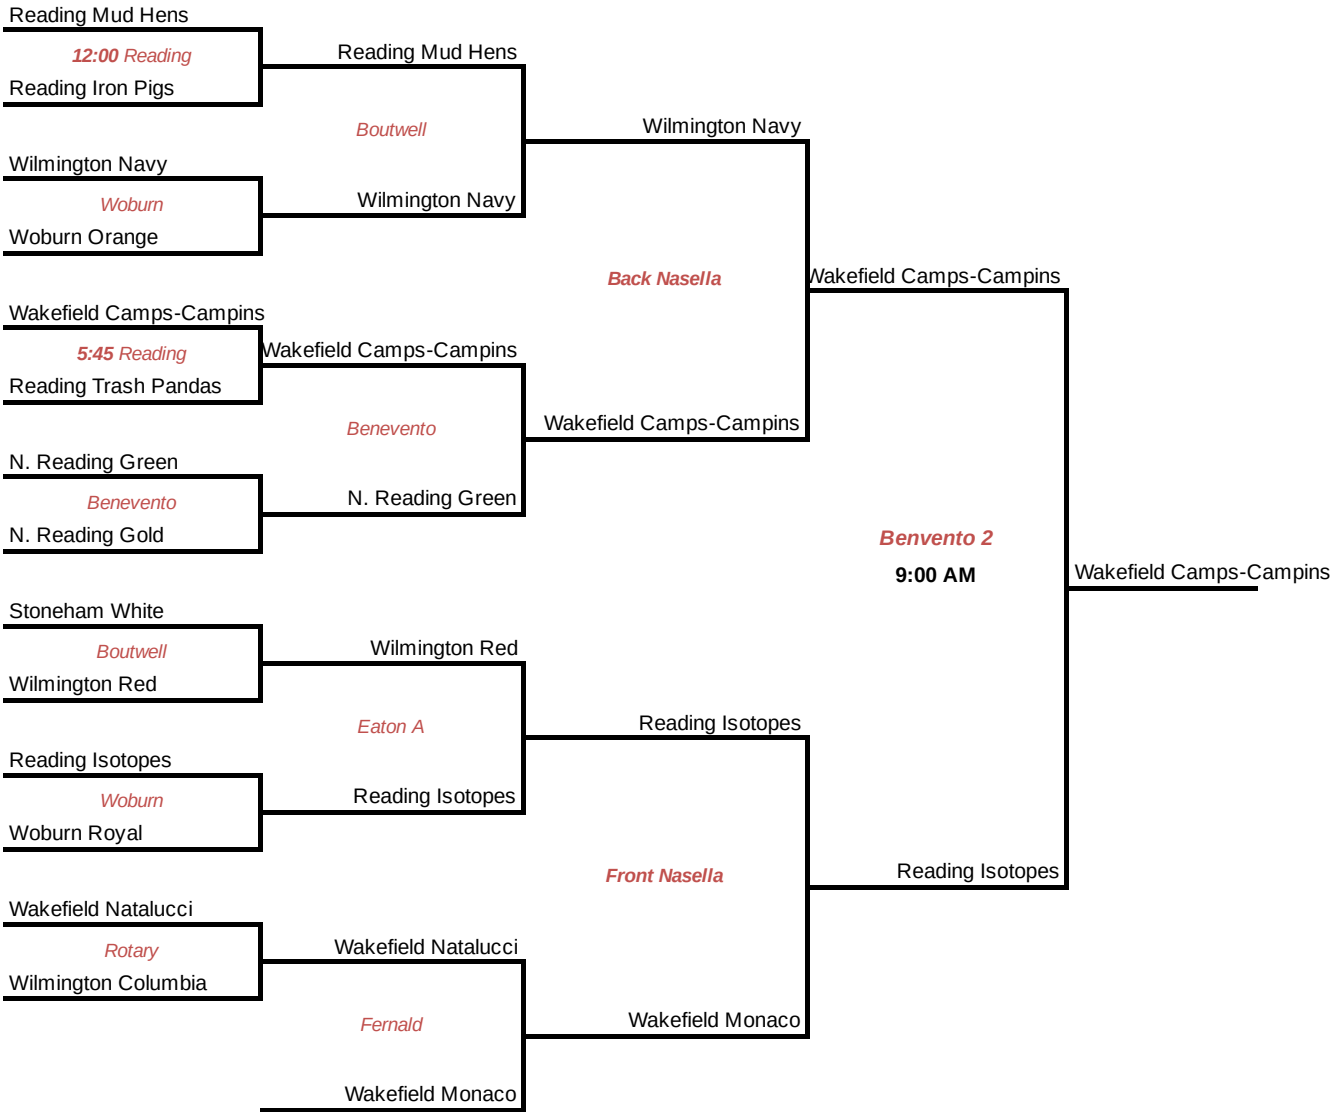 Reading Mud Hens
12:00 Reading
Reading Iron Pigs
Wilmington Navy
Woburn
Woburn Orange
Wakefield Camps-Campins
5:45 Reading
Reading Trash Pandas
N. Reading Green
Benevento
N. Reading Gold
Stoneham White
Boutwell
Wilmington Red
Reading Isotopes
Woburn
Woburn Royal
Wakefield Natalucci
Rotary
Wilmington Columbia
Reading Mud Hens
Boutwell
Wilmington Navy
Wakefield Camps-Campins
Benevento
N. Reading Green
Wilmington Red
Eaton A
Reading Isotopes
Wakefield Natalucci
Fernald
Wakefield Monaco
Wilmington Navy
Back Nasella
Wakefield Camps-Campins
Reading Isotopes
Front Nasella
Wakefield Monaco
Wakefield Camps-Campins
Benvento 2
9:00 AM
Reading Isotopes
Wakefield Camps-Campins